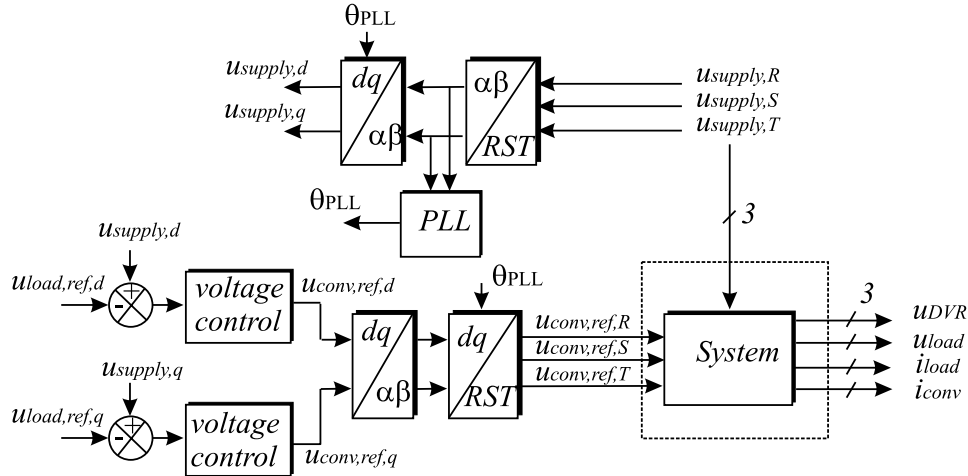 θPLL
usupply,d
dq
αβ
usupply,R
usupply,q
usupply,S
αβ
RST
usupply,T
θPLL
PLL
3
usupply,d
uload,ref,d
+
-
voltage
control
uconv,ref,d
θPLL
3
dq
dq
uconv,ref,R
uDVR
uconv,ref,S
System
uload
usupply,q
αβ
RST
uconv,ref,T
iload
iconv
uload,ref,q
+
-
voltage
control
uconv,ref,q
3